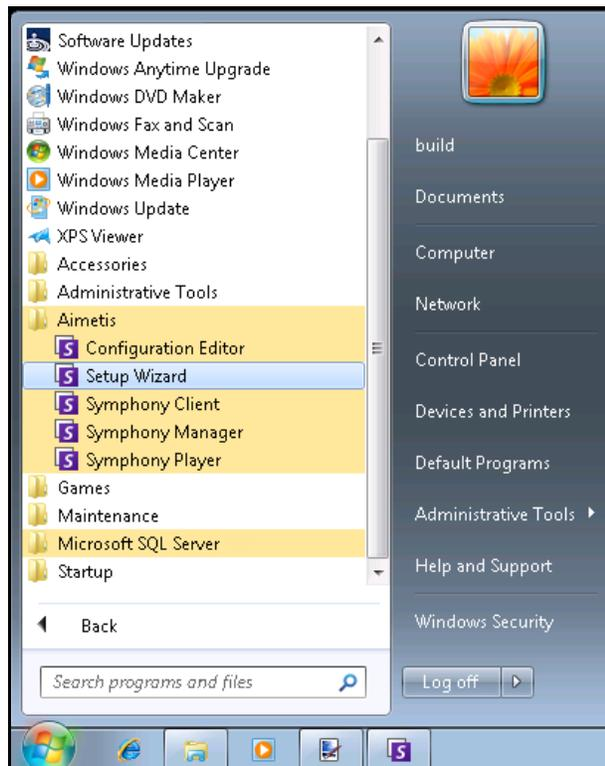 Software Updates
Windows Anytime Upgrade
Windows DVD Maker
Windows Fax and Scan
Windows Media Center
Windows Media Player
Windows Update
XPS Viewer
Accessories
Administrative Tools
Aimetis
S Configuration Editor
S Setup Wizard
S Symphony Client
S Symphony Manager
S Symphony Player
Games
Maintenance
Microsoft SQL Server
Startup
Back
Search programs and files
build
Documents
Computer
Network
Control Panel
Devices and Printers
Default Programs
Administrative Tools
Help and Support
Windows Security
Log off
S